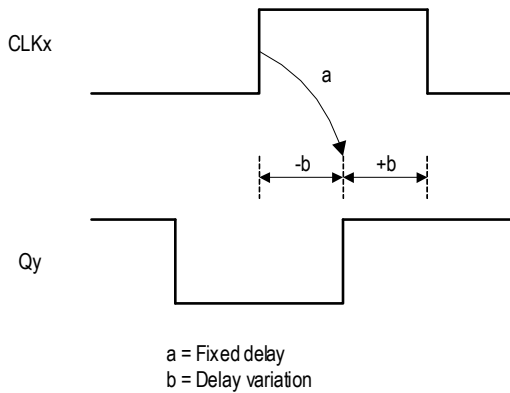 CLKx
a
-b +b
Qy
a = Fixed delay
b = Delay variation